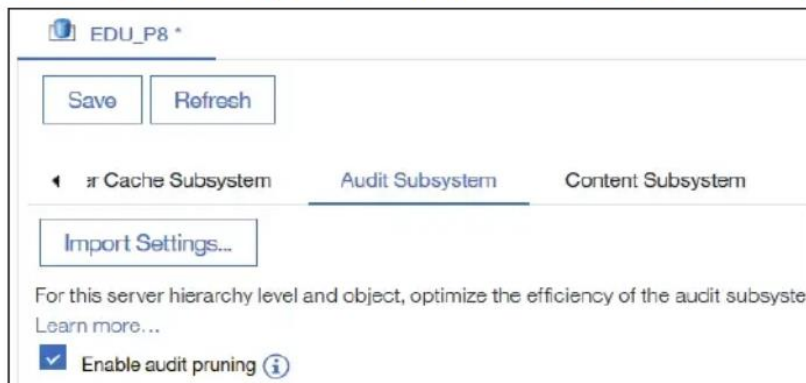 EDU_P8 *
Save Refresh
er Cache Subsystem Audit Subsystem Content Subsystem
Import Settings...
For this server hierarchy level and object, optimize the efficiency of the audit subsyste
Learn more...
Enable audit pruning